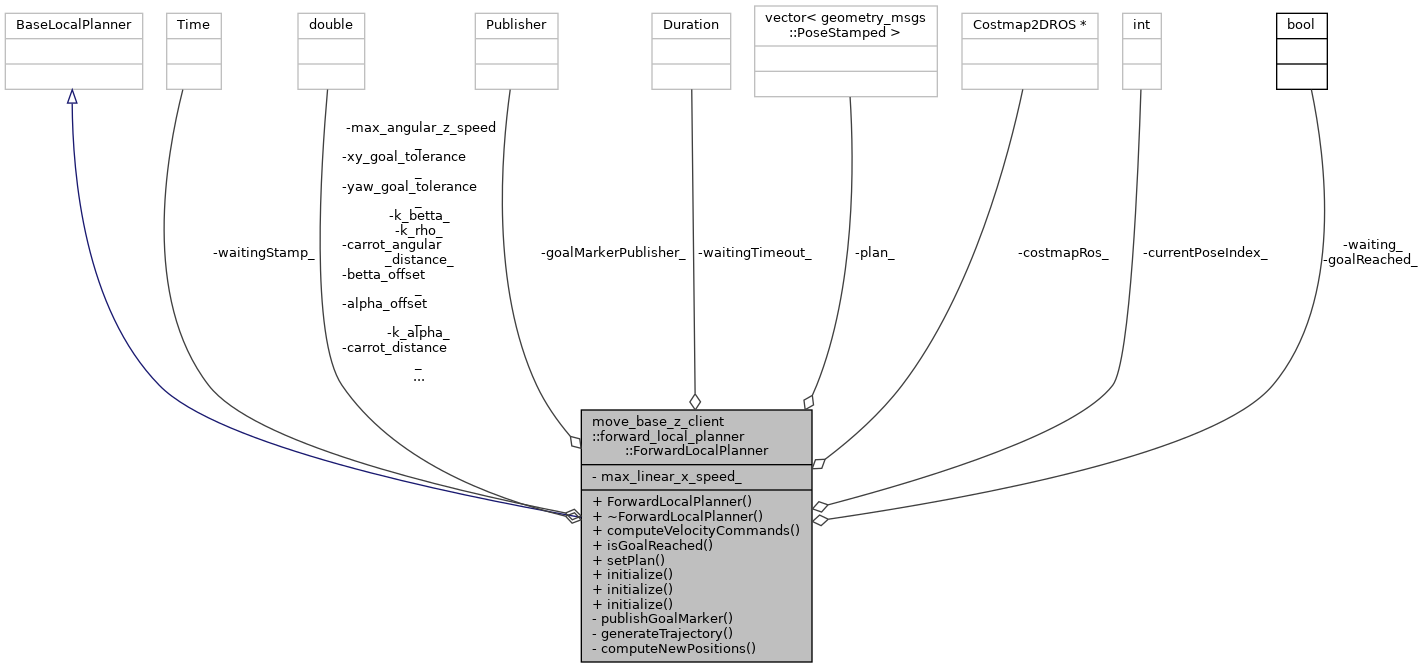 BaseLocalPlanner
Time
double
Publisher
Duration
vector< geometry_msgs
::PoseStamped >
Costmap2DROS *
int
bool
-max_angular_z_speed
_
-xy_goal_tolerance
_
-yaw_goal_tolerance
_
-k_betta_
-k_rho_
-carrot_angular
_distance_
-betta_offset
_
-alpha_offset
_
-k_alpha_
-carrot_distance
_
...
-waitingStamp_
-goalMarkerPublisher_
-waitingTimeout_
-plan_
-costmapRos_
-currentPoseIndex_
-waiting_
-goalReached_
move_base_z_client
::forward_local_planner
::ForwardLocalPlanner
- max_linear_x_speed_
+ ForwardLocalPlanner()
+ ~ForwardLocalPlanner()
+ computeVelocityCommands()
+ isGoalReached()
+ setPlan()
+ initialize()
+ initialize()
+ initialize()
- publishGoalMarker()
- generateTrajectory()
- computeNewPositions()